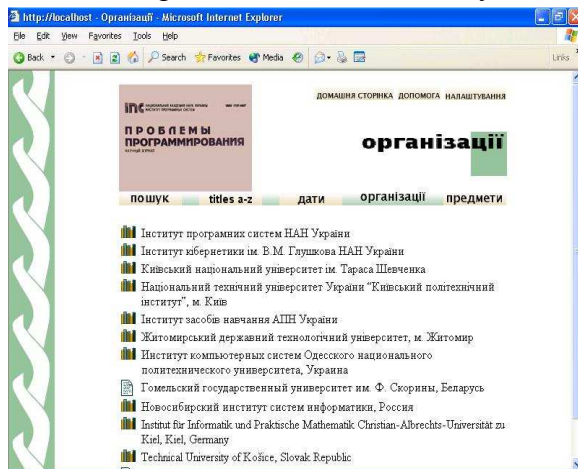 http://localhost - Організації - Microsoft Internet Explorer
File Edit View Favorites Tools Help
Back Search Favorites Media Links
ДОМАШНЯ СТОРІНКА ДОПОМОГА НАЛАШТУВАННЯ
ПРОБЛЕМЫ
ПРОГРАММИРОВАНИЯ
організації
пошук titles a-z дати організації предмети
Інститут програмних систем НАН України
Інститут кібернетики ім. В.М. Глушкова НАН України
Київський національний університет ім. Тараса Шевченка
Національний технічний університет України “Київський політехнічний
інститут”, м. Київ
Інститут засобів навчання АПН України
Житомирський державний технологічний університет, м. Житомир
Институт компьютерных систем Одесского национального
политехнического университета, Украина
Гомельский государственный университет им. Ф. Скорины, Беларусь
Новосибирский институт систем информатики, Россия
Institut für Informatik und Praktische Mathematik Christian-Albrechts-Universität zu
Kiel, Kiel, Germany
Technical University of Košice, Slovak Republic